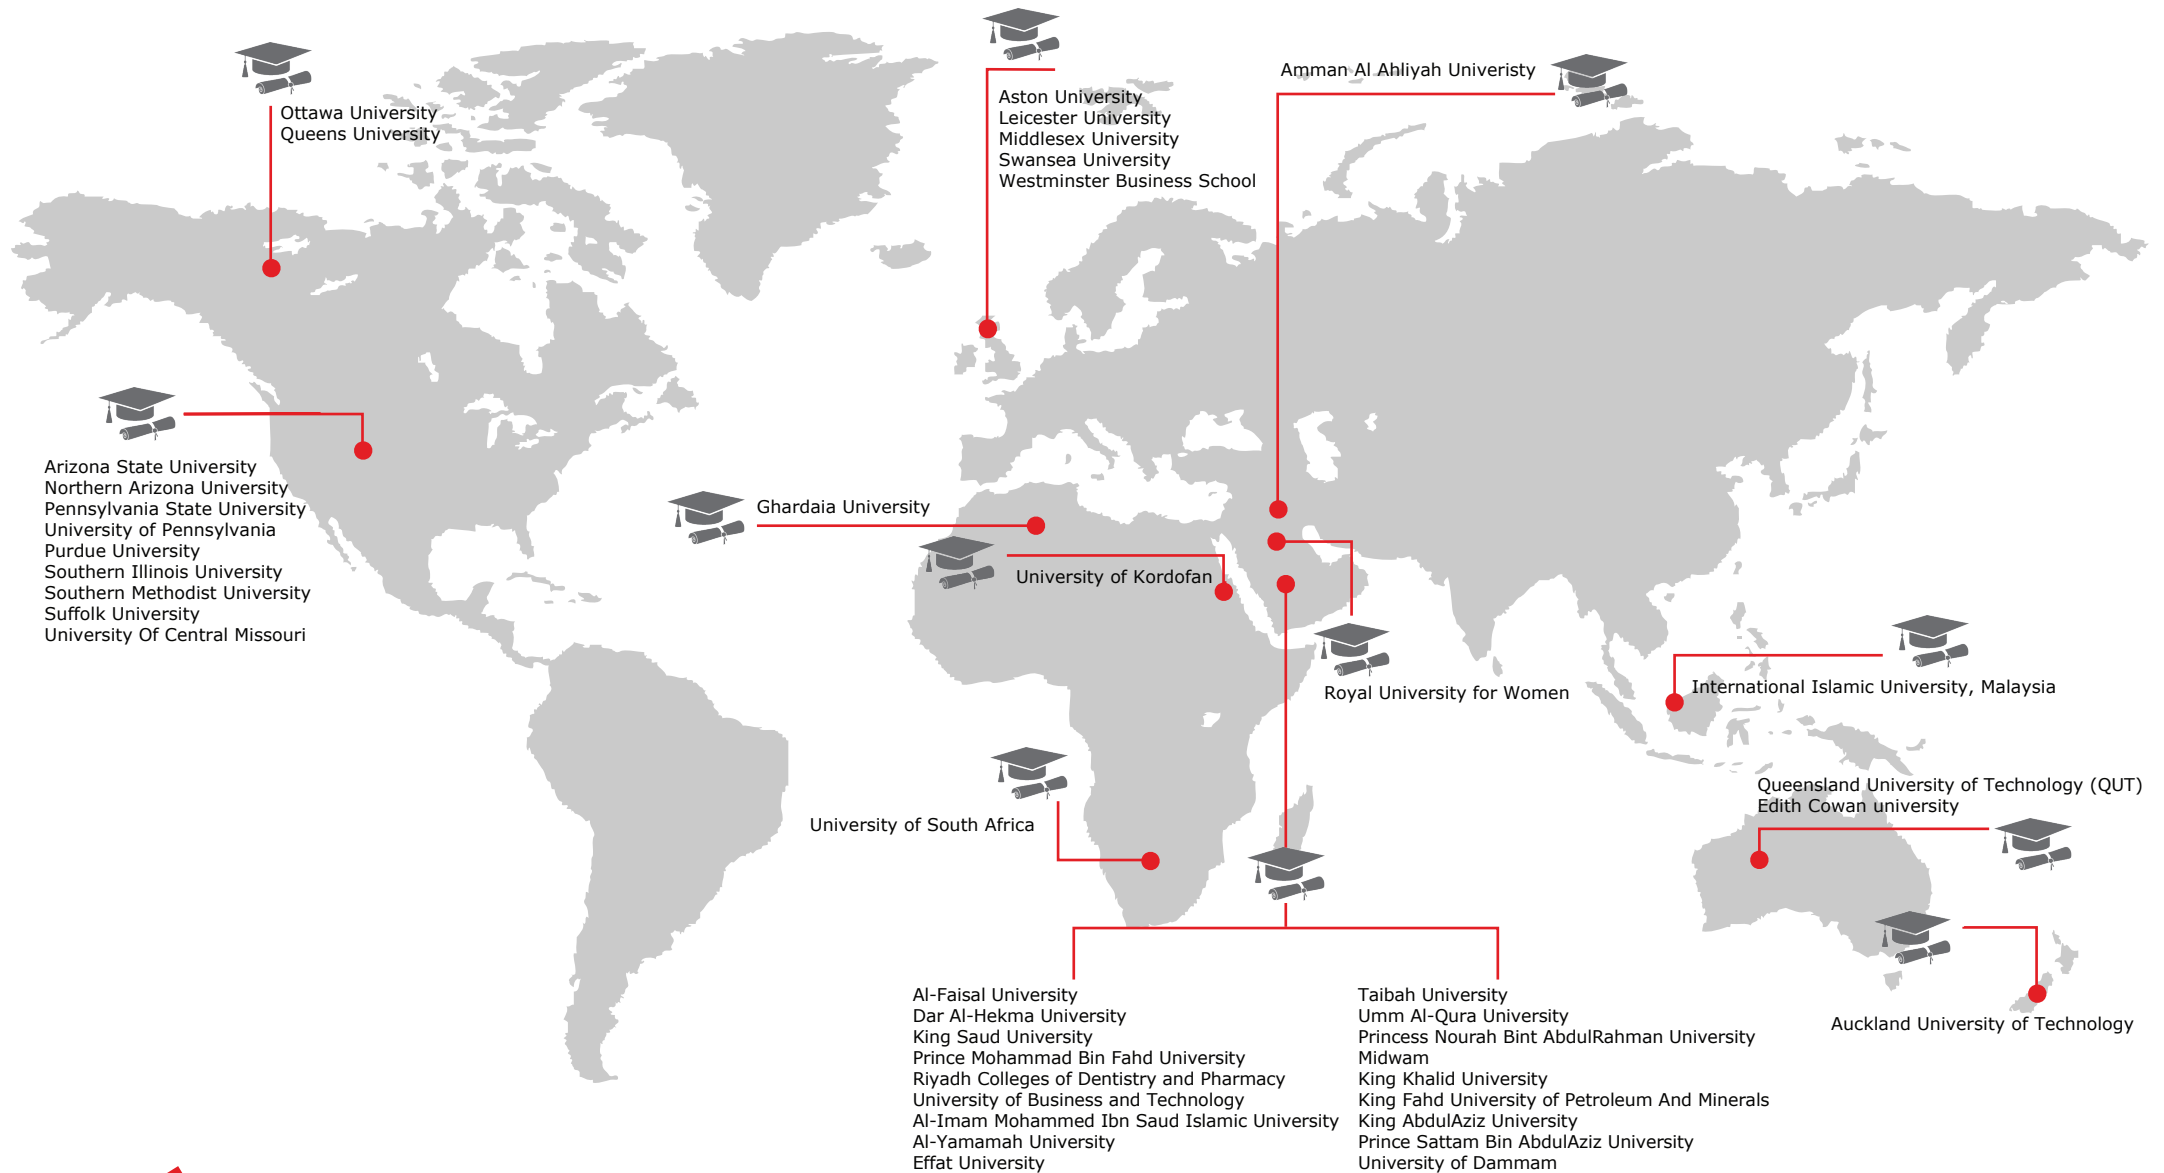 Ottawa University
Queens University
Aston University
Leicester University
Middlesex University
Swansea University
Westminster Business School
Amman Al Ahliyah Univeristy
Arizona State University
Northern Arizona University
Pennsylvania State University
University of Pennsylvania
Purdue University
Southern Illinois University
Southern Methodist University
Suffolk University
University Of Central Missouri
Ghardaia University
University of Kordofan
Royal University for Women
International Islamic University, Malaysia
University of South Africa
Queensland University of Technology (QUT)
Edith Cowan university
Auckland University of Technology
Al-Faisal University
Dar Al-Hekma University
King Saud University
Prince Mohammad Bin Fahd University
Riyadh Colleges of Dentistry and Pharmacy
University of Business and Technology
Al-Imam Mohammed Ibn Saud Islamic University
Al-Yamamah University
Effat University
Taibah University
Umm Al-Qura University
Princess Nourah Bint AbdulRahman University
Midwam
King Khalid University
King Fahd University of Petroleum And Minerals
King AbdulAziz University
Prince Sattam Bin AbdulAziz University
University of Dammam